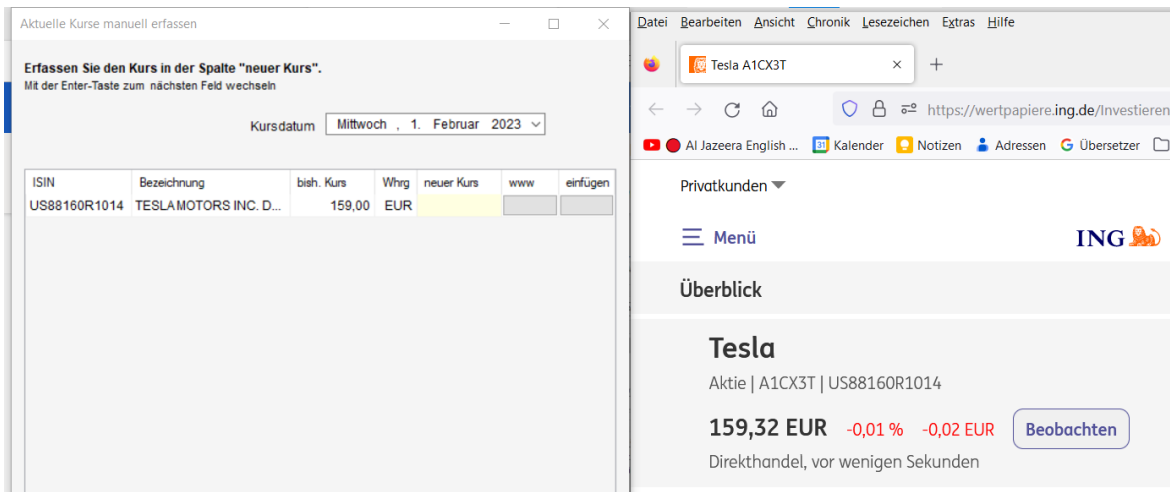 Aktuelle Kurse manuell erfassen
Erfassen Sie den Kurs in der Spalte "neuer Kurs".
Mit der Enter-Taste zum nächsten Feld wechseln
Kursdatum Mittwoch , 1. Februar 2023
ISIN Bezeichnung bish. Kurs Whrg neuer Kurs www einfügen
US88160R1014 TESLA MOTORS INC. D... 159,00 EUR
Datei Bearbeiten Ansicht Chronik Lesezeichen Extras Hilfe
Tesla A1CX3T
https://wertpapiere.ing.de/Investieren
Al Jazeera English ... 31 Kalender Notizen Adressen G Übersetzer
Privatkunden
Menü ING
Überblick
Tesla
Aktie | A1CX3T | US88160R1014
159,32 EUR -0,01 % -0,02 EUR Beobachten
Direkthandel, vor wenigen Sekunden